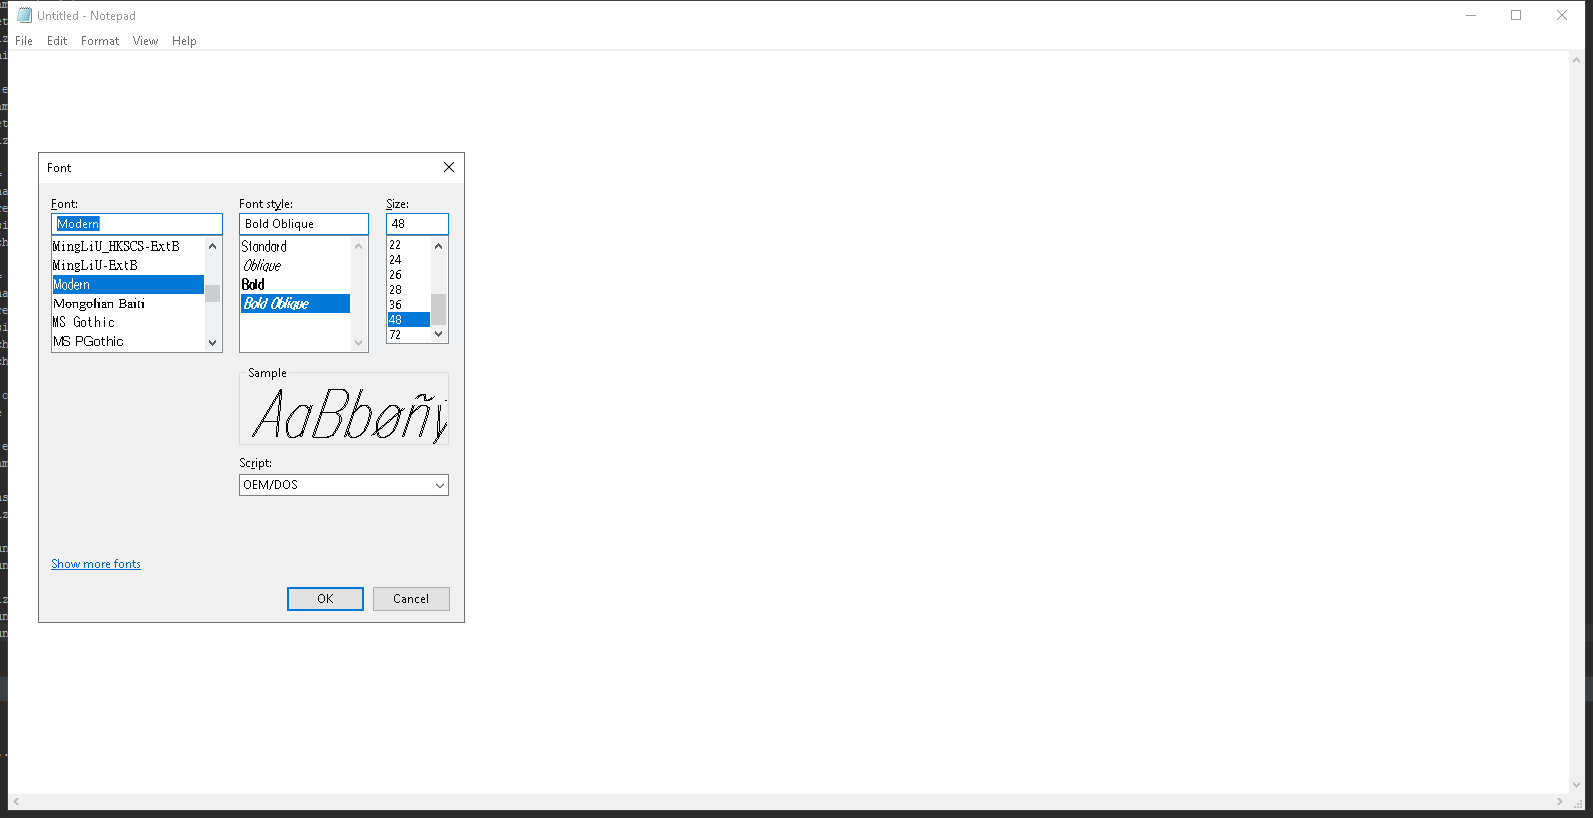 Untitled - Notepad
File Edit Format View Help
Font
Font:
Modern
MingLiU_HKSCS-ExtB
MingLiU-ExtB
Modern
Mongolian Baiti
MS Gothic
MS PGothic
Font style:
Bold Oblique
Standard
Oblique
Bold
Bold Oblique
Size:
48
22
24
26
28
36
48
72
Sample
AaBbøñ
Script:
OEM/DOS
Show more fonts
OK Cancel